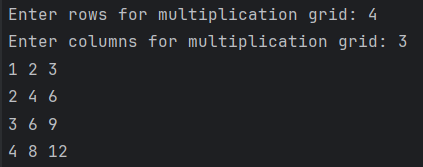 Enter rows for multiplication grid: 4
Enter columns for multiplication grid: 3
1 2 3
2 4 6
3 6 9
4 8 12